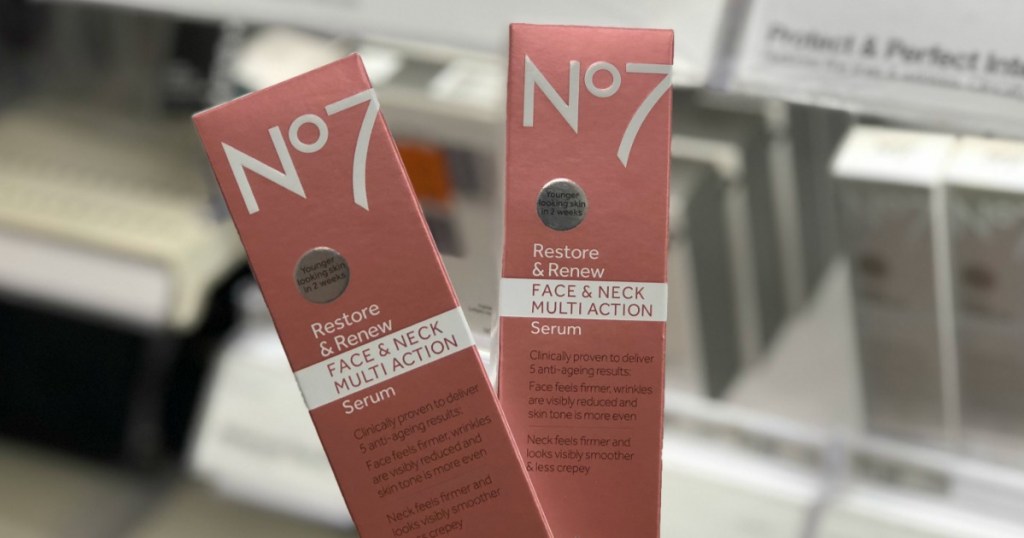 No7
Younger
looking skin
in 2 weeks
Restore
& Renew
FACE & NECK
MULTI ACTION
Serum
Clinically proven to deliver
5 anti-ageing results:
Face feels firmer, wrinkles
are visibly reduced and
skin tone is more even
Neck feels firmer and
looks visibly smoother
& less crepey
No7
Younger
looking skin
in 2 weeks
Restore
& Renew
FACE & NECK
MULTI ACTION
Serum
Clinically proven to deliver
5 anti-ageing results:
Face feels firmer, wrinkles
are visibly reduced and
skin tone is more even
Neck feels firmer and
looks visibly smoother
& less crepey
Protect & Perfect